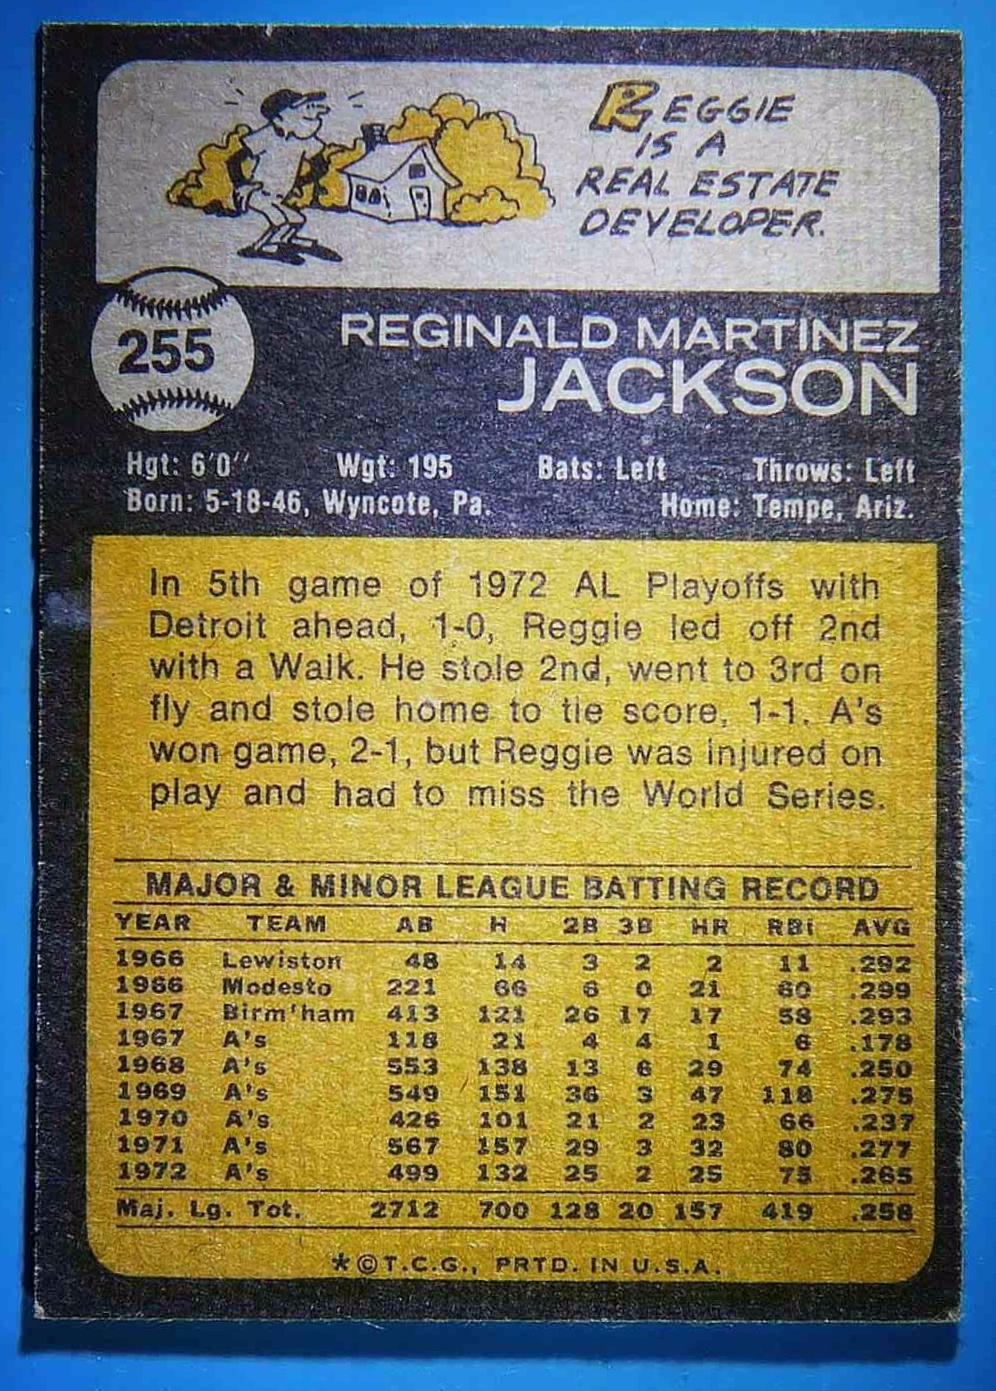 REGGIE
IS A
REAL ESTATE
DEVELOPER.
255
REGINALD MARTINEZ
JACKSON
Hgt: 6'0" Wgt: 195 Bats: Left Throws: Left
Born: 5-18-46, Wyncote, Pa. Home: Tempe, Ariz.
In 5th game of 1972 AL Playoffs with
Detroit ahead, 1-0, Reggie led off 2nd
with a Walk. He stole 2nd, went to 3rd on
fly and stole home to tie score, 1-1. A's
won game, 2-1, but Reggie was injured on
play and had to miss the World Series.
MAJOR & MINOR LEAGUE BATTING RECORD
YEAR TEAM AB H 2B 3B HR RBI AVG
1966 Lewiston 48 14 3 2 2 11 .292
1966 Modesto 221 66 6 0 21 60 .299
1967 Birm'ham 413 121 26 17 17 58 .293
1967 A's 118 21 4 4 1 6 .178
1968 A's 553 138 13 6 29 74 .250
1969 A's 549 151 36 3 47 118 .275
1970 A's 426 101 21 2 23 66 .237
1971 A's 567 157 29 3 32 80 .277
1972 A's 499 132 25 2 25 75 .265
Maj. Lg. Tot. 2712 700 128 20 157 419 .258
*©T.C.G., PRTD. IN U.S.A.